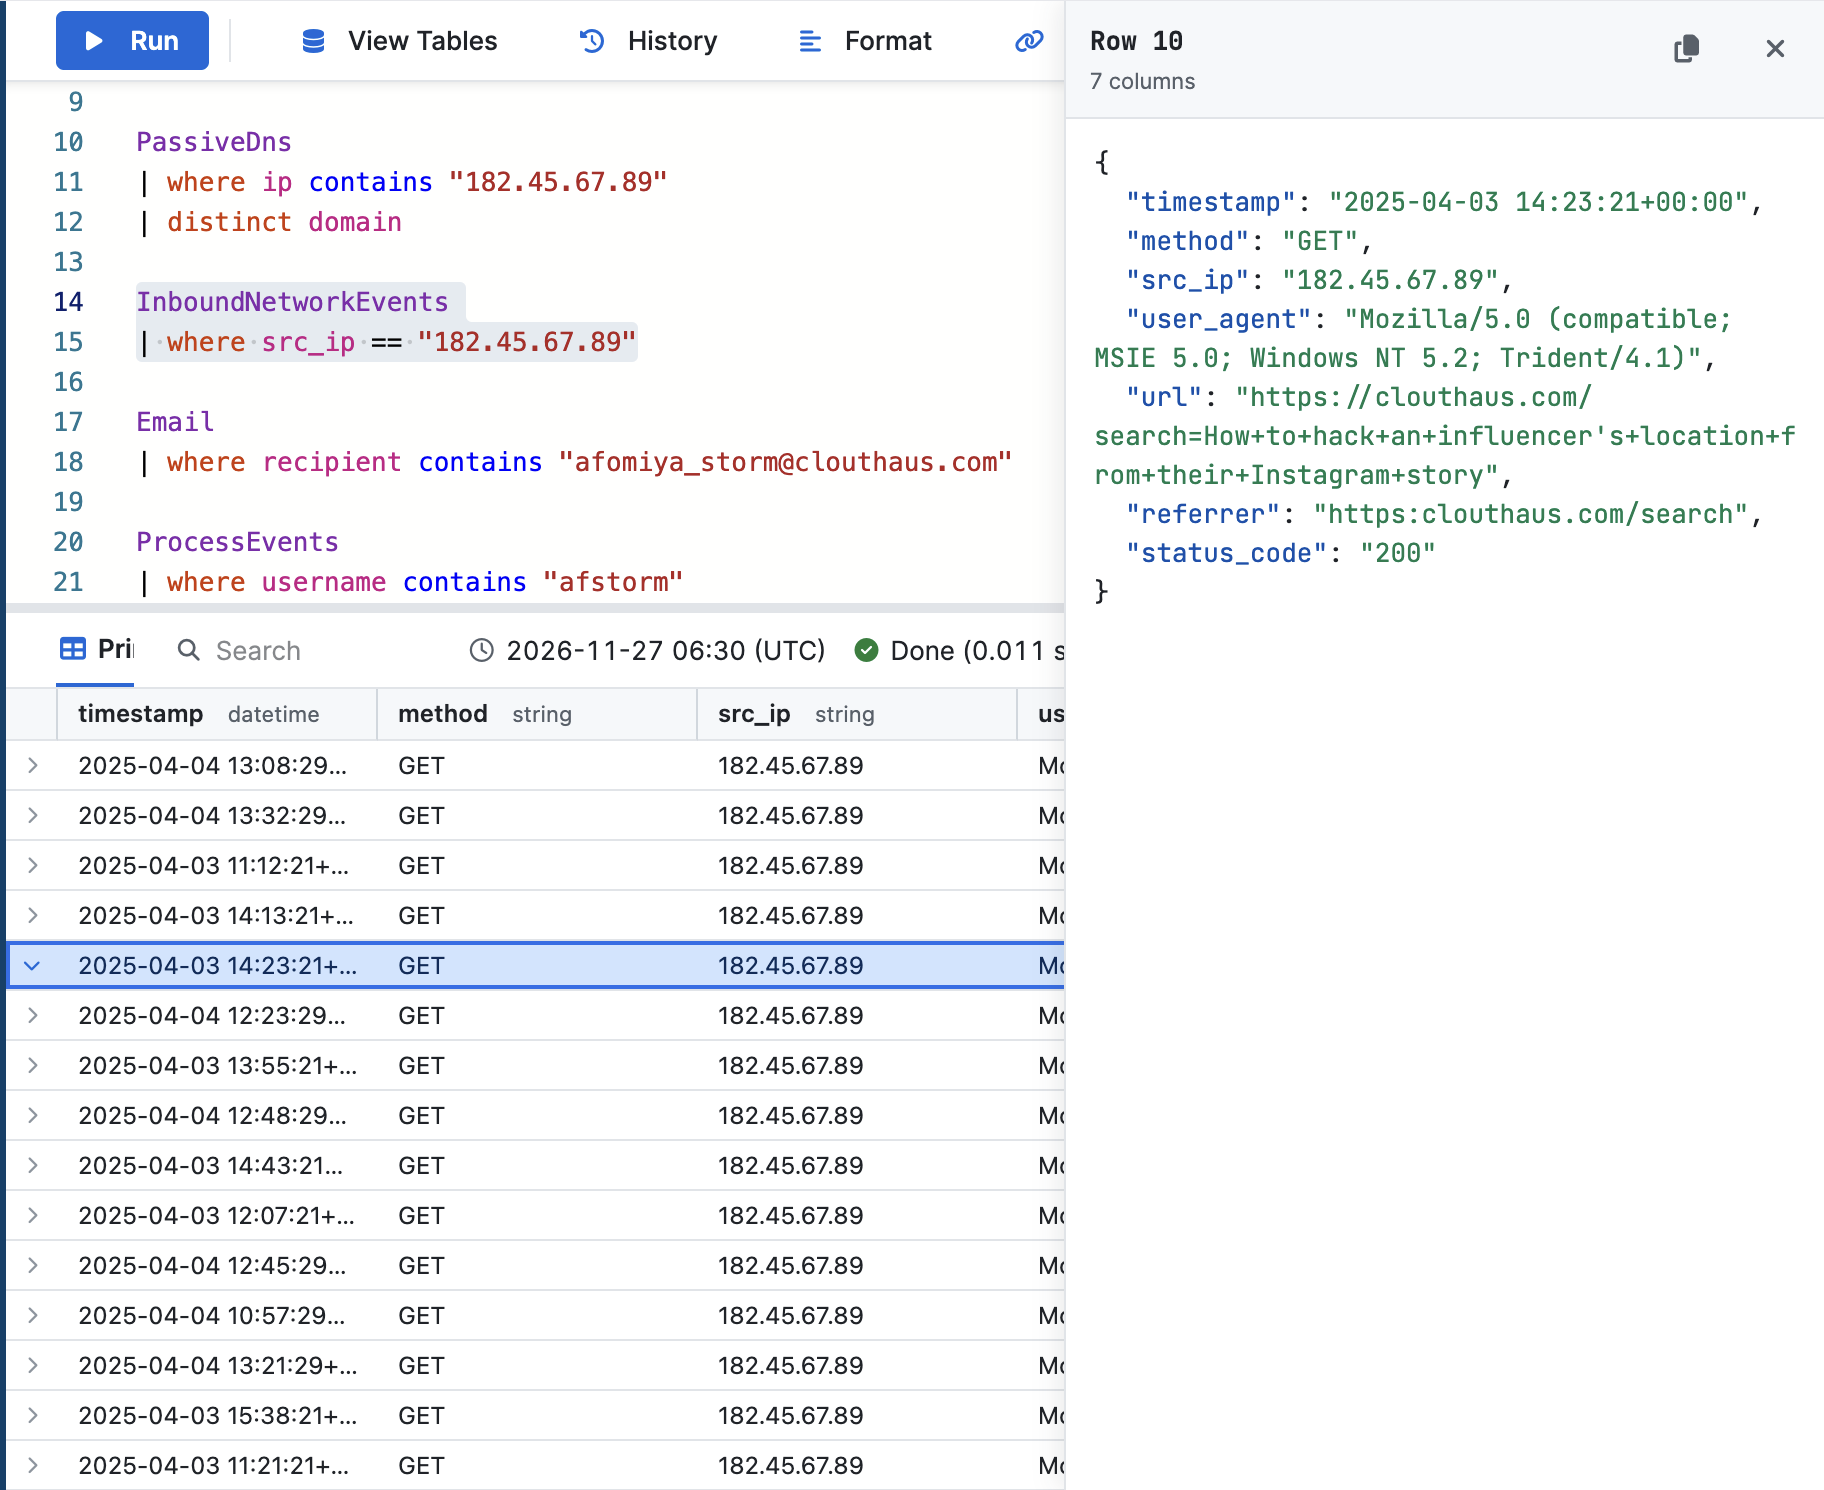 Run
View Tables
History
Format
9
10 PassiveDns
11 | where ip contains "182.45.67.89"
12 | distinct domain
13
14 InboundNetworkEvents
15 | where src_ip == "182.45.67.89"
16
17 Email
18 | where recipient contains "afomiya_storm@clouthaus.com"
19
20 ProcessEvents
21 | where username contains "afstorm"
Search
2026-11-27 06:30 (UTC)
Done (0.011
timestamp datetime method string src_ip string
2025-04-04 13:08:29... GET 182.45.67.89
2025-04-04 13:32:29... GET 182.45.67.89
2025-04-03 11:12:21+... GET 182.45.67.89
2025-04-03 14:13:21+... GET 182.45.67.89
2025-04-03 14:23:21+... GET 182.45.67.89
2025-04-04 12:23:29... GET 182.45.67.89
2025-04-03 13:55:21+... GET 182.45.67.89
2025-04-04 12:48:29... GET 182.45.67.89
2025-04-03 14:43:21... GET 182.45.67.89
2025-04-03 12:07:21+... GET 182.45.67.89
2025-04-04 12:45:29... GET 182.45.67.89
2025-04-04 10:57:29... GET 182.45.67.89
2025-04-04 13:21:29+... GET 182.45.67.89
2025-04-03 15:38:21+... GET 182.45.67.89
2025-04-03 11:21:21+... GET 182.45.67.89
Row 10
7 columns
{
"timestamp": "2025-04-03 14:23:21+00:00",
"method": "GET",
"src_ip": "182.45.67.89",
"user_agent": "Mozilla/5.0 (compatible;
MSIE 5.0; Windows NT 5.2; Trident/4.1)",
"url": "https://clouthaus.com/
search=How+to+hack+an+influencer's+location+f
rom+their+Instagram+story",
"referrer": "https:clouthaus.com/search",
"status_code": "200"
}